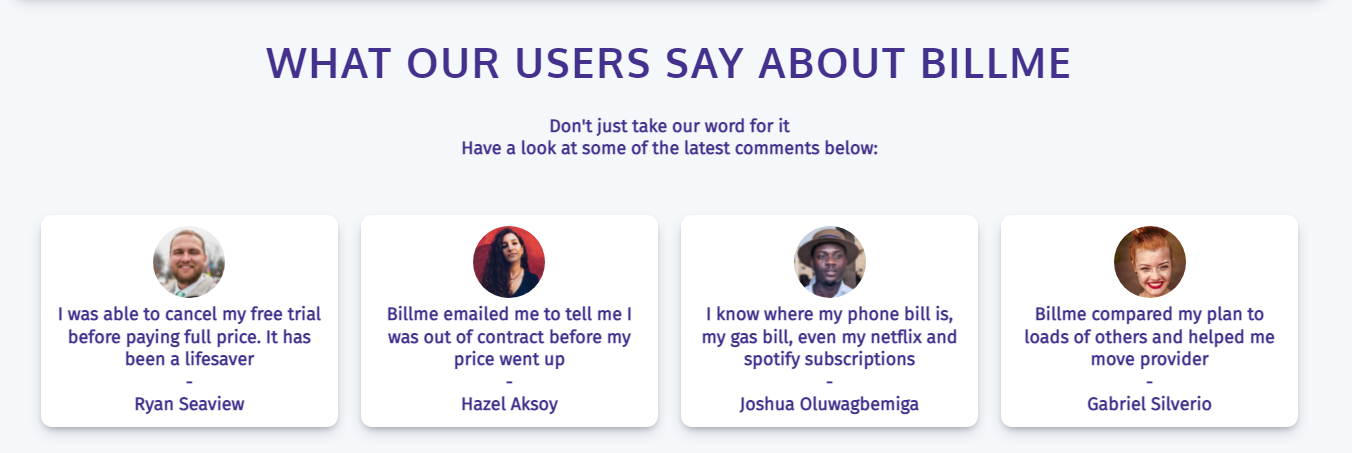 WHAT OUR USERS SAY ABOUT BILLME
Don't just take our word for it
Have a look at some of the latest comments below:
I was able to cancel my free trial
before paying full price. It has
been a lifesaver
-
Ryan Seaview
Billme emailed me to tell me I
was out of contract before my
price went up
-
Hazel Aksoy
I know where my phone bill is,
my gas bill, even my netflix and
spotify subscriptions
-
Joshua Oluwagbemiga
Billme compared my plan to
loads of others and helped me
move provider
-
Gabriel Silverio